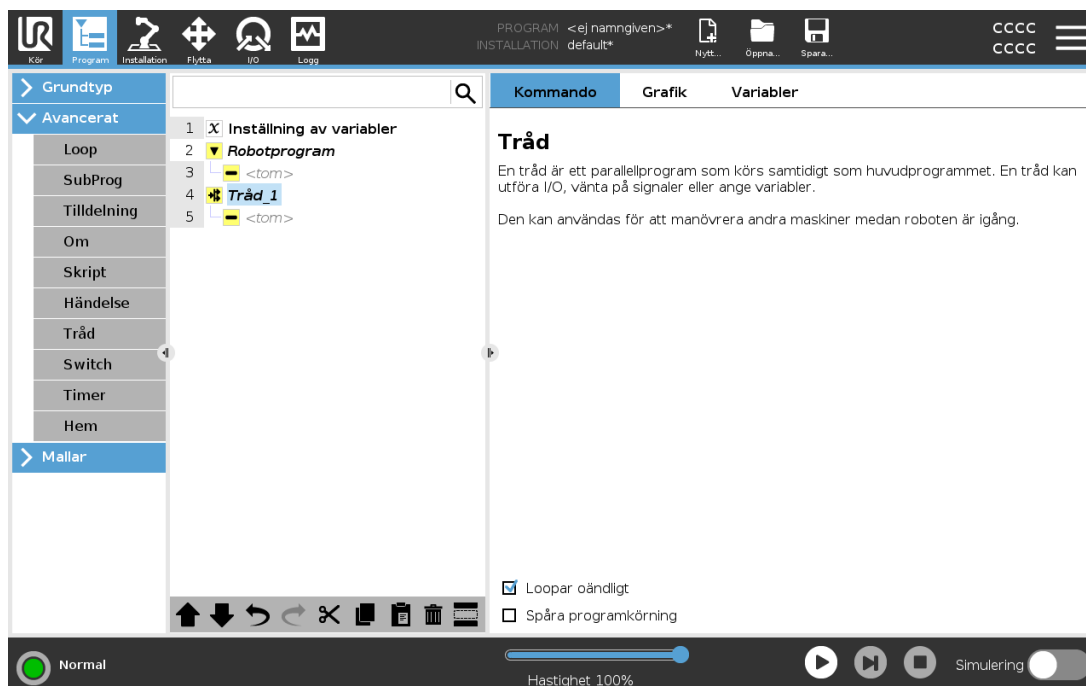 UR
Kör
Program
Installation
Flytta
I/O
Logg
PROGRAM <ej namngiven>*
INSTALLATION default*
Nytt...
Öppna...
Spara...
CCCC
CCCC
Grundtyp
Avancerat
Loop
SubProg
Tilldelning
Om
Skript
Händelse
Tråd
Switch
Timer
Hem
Mallar
1 X Inställning av variabler
2 Robotprogram
3 <tom>
4 Tråd_1
5 <tom>
Kommando Grafik Variabler
Tråd
En tråd är ett parallellprogram som körs samtidigt som huvudprogrammet. En tråd kan
utföra I/O, vänta på signaler eller ange variabler.
Den kan användas för att manövrera andra maskiner medan roboten är igång.
Loopar oändligt
Spåra programkörning
Normal
Hastighet 100%
Simulering